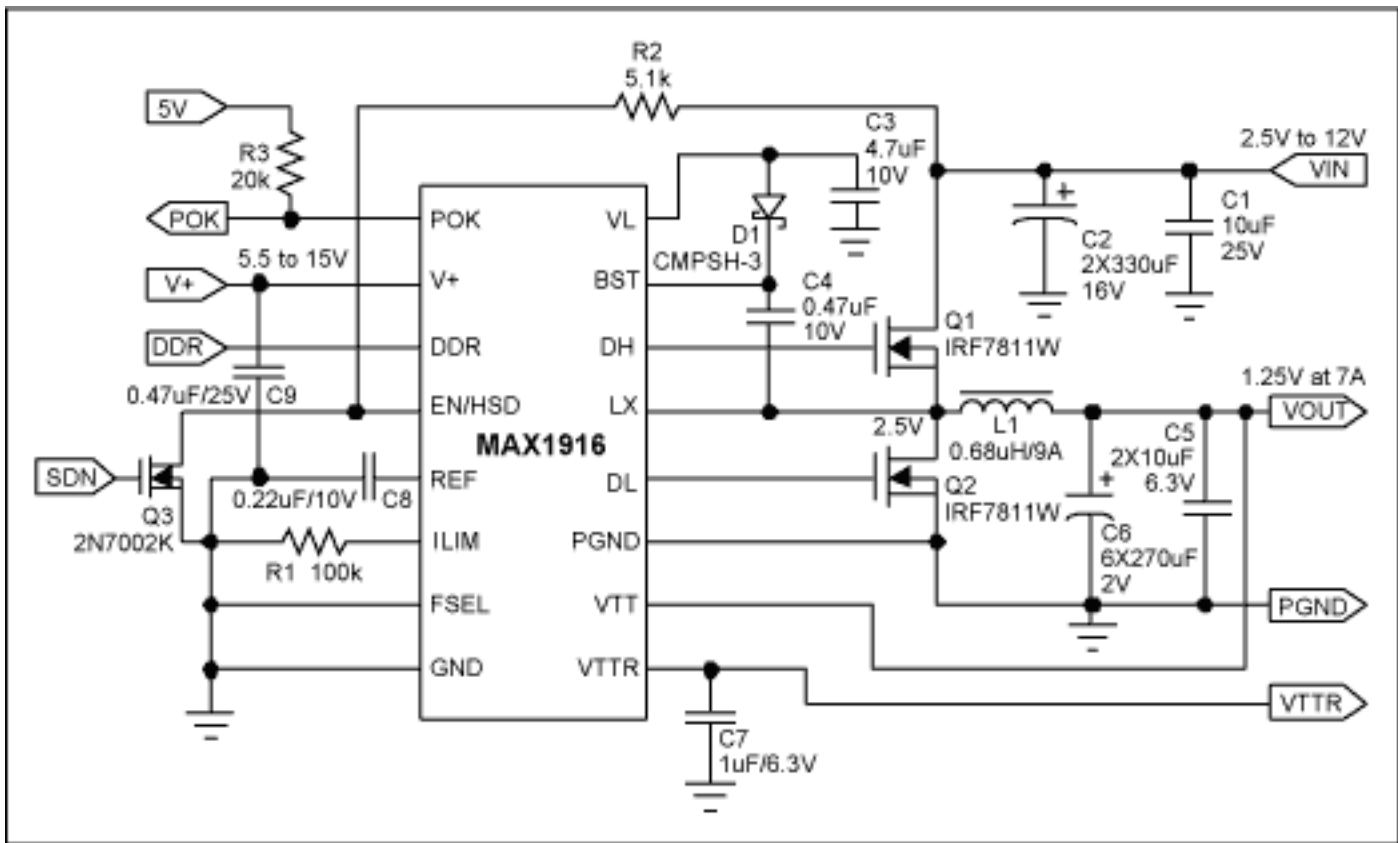 R2
5.1k
5V
R3
20k
C3
4.7uF
10V
2.5V to 12V
VIN
POK
POK
VL
D1
CMPSH-3
C2
2X330uF
16V
C1
10uF
25V
5.5 to 15V
V+
V+
BST
C4
0.47uF
10V
DDR
DDR
DH
Q1
IRF7811W
0.47uF/25V
C9
EN/HSD
LX
1.25V at 7A
VOUT
MAX1916
2.5V
L1
0.68uH/9A
C5
2X10uF
6.3V
SDN
Q3
2N7002K
0.22uF/10V
C8
REF
DL
Q2
IRF7811W
R1 100k
ILIM
PGND
C6
6X270uF
2V
FSEL
VTT
PGND
GND
VTTR
VTTR
C7
1uF/6.3V